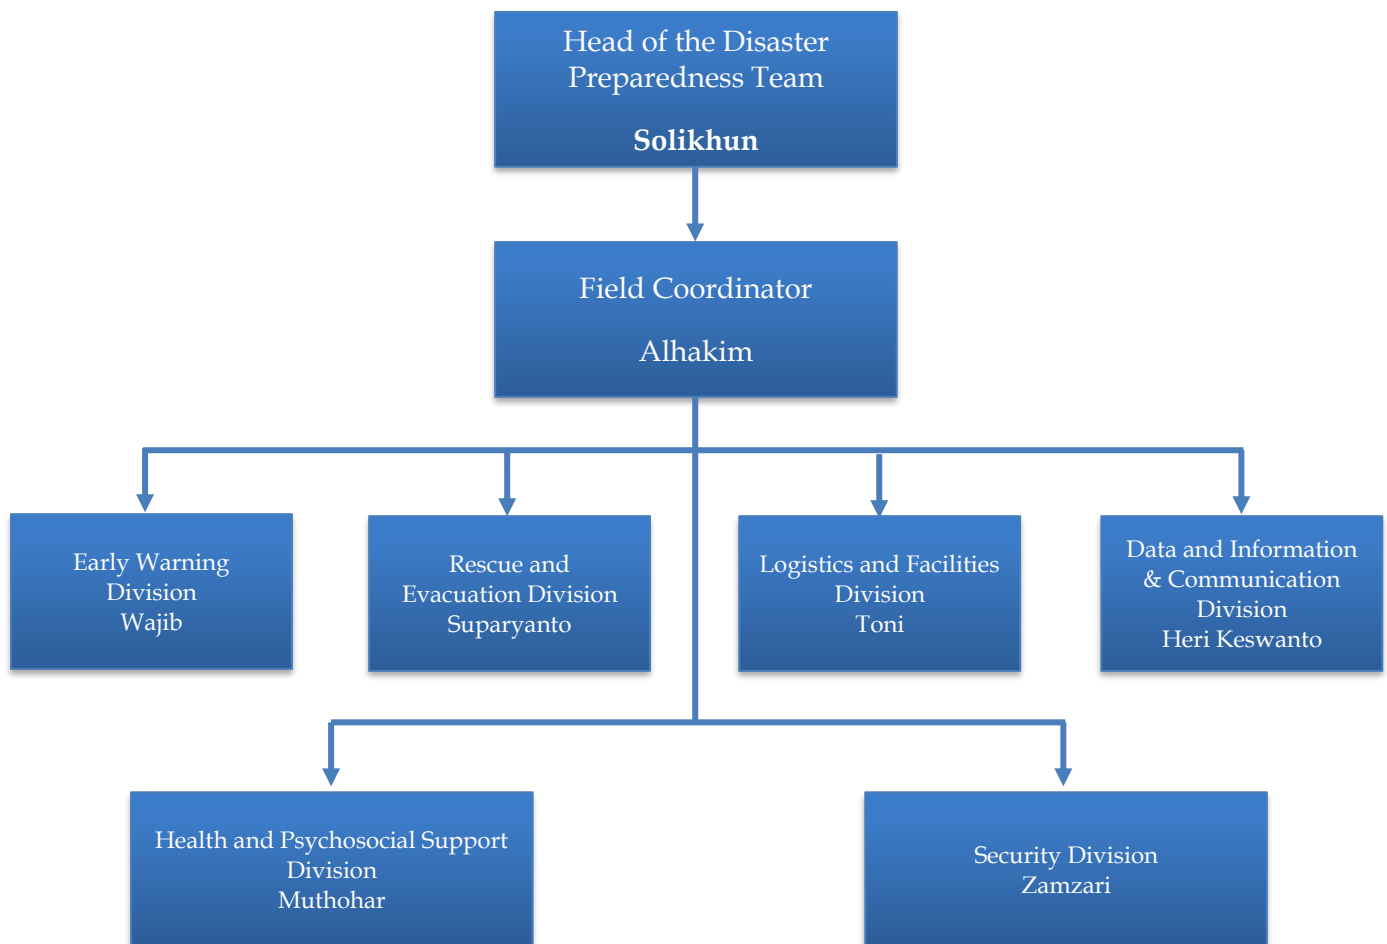 Head of the Disaster
Preparedness Team
Solikhun
Field Coordinator
Alhakim
Early Warning
Division
Wajib
Rescue and
Evacuation Division
Suparyanto
Logistics and Facilities
Division
Toni
Data and Information
& Communication
Division
Heri Keswanto
Health and Psychosocial Support
Division
Muthohar
Security Division
Zamzari